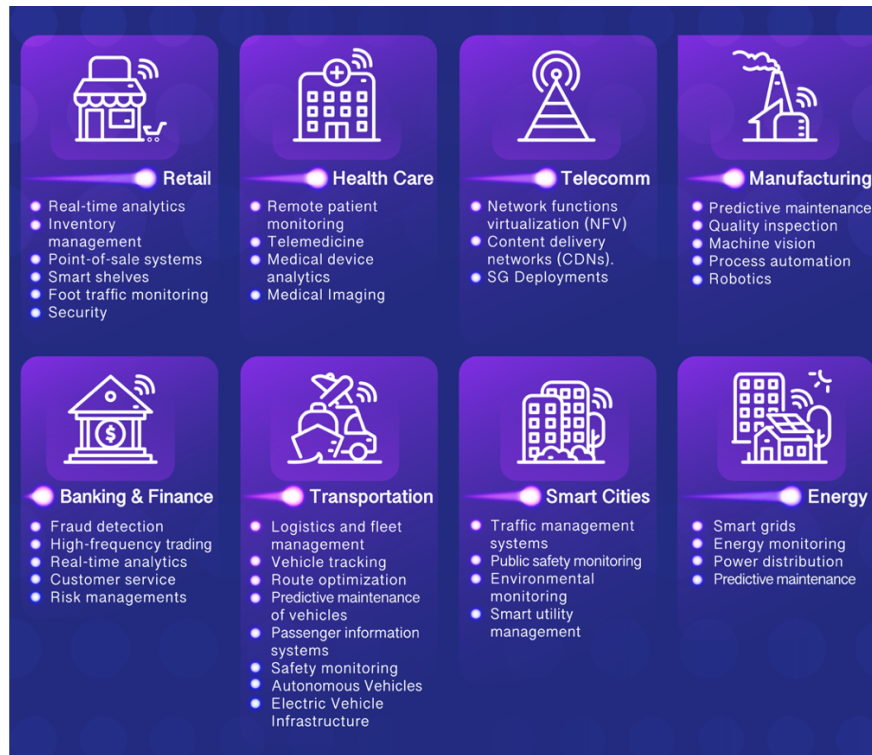 Retail
Real-time analytics
Inventory
management
Point-of-sale systems
Smart shelves
Foot traffic monitoring
Security
Health Care
Remote patient
monitoring
Telemedicine
Medical device
analytics
Medical Imaging
Telecomm
Network functions
virtualization (NFV)
Content delivery
networks (CDNs).
SG Deployments
Manufacturing
Predictive maintenance
Quality inspection
Machine vision
Process automation
Robotics
$
Banking & Finance
Fraud detection
High-frequency trading
Real-time analytics
Customer service
Risk managements
Transportation
Logistics and fleet
management
Vehicle tracking
Route optimization
Predictive maintenance
of vehicles
Passenger information
systems
Safety monitoring
Autonomous Vehicles
Electric Vehicle
Infrastructure
Smart Cities
Traffic management
systems
Public safety monitoring
Environmental
monitoring
Smart utility
management
Energy
Smart grids
Energy monitoring
Power distribution
Predictive maintenance